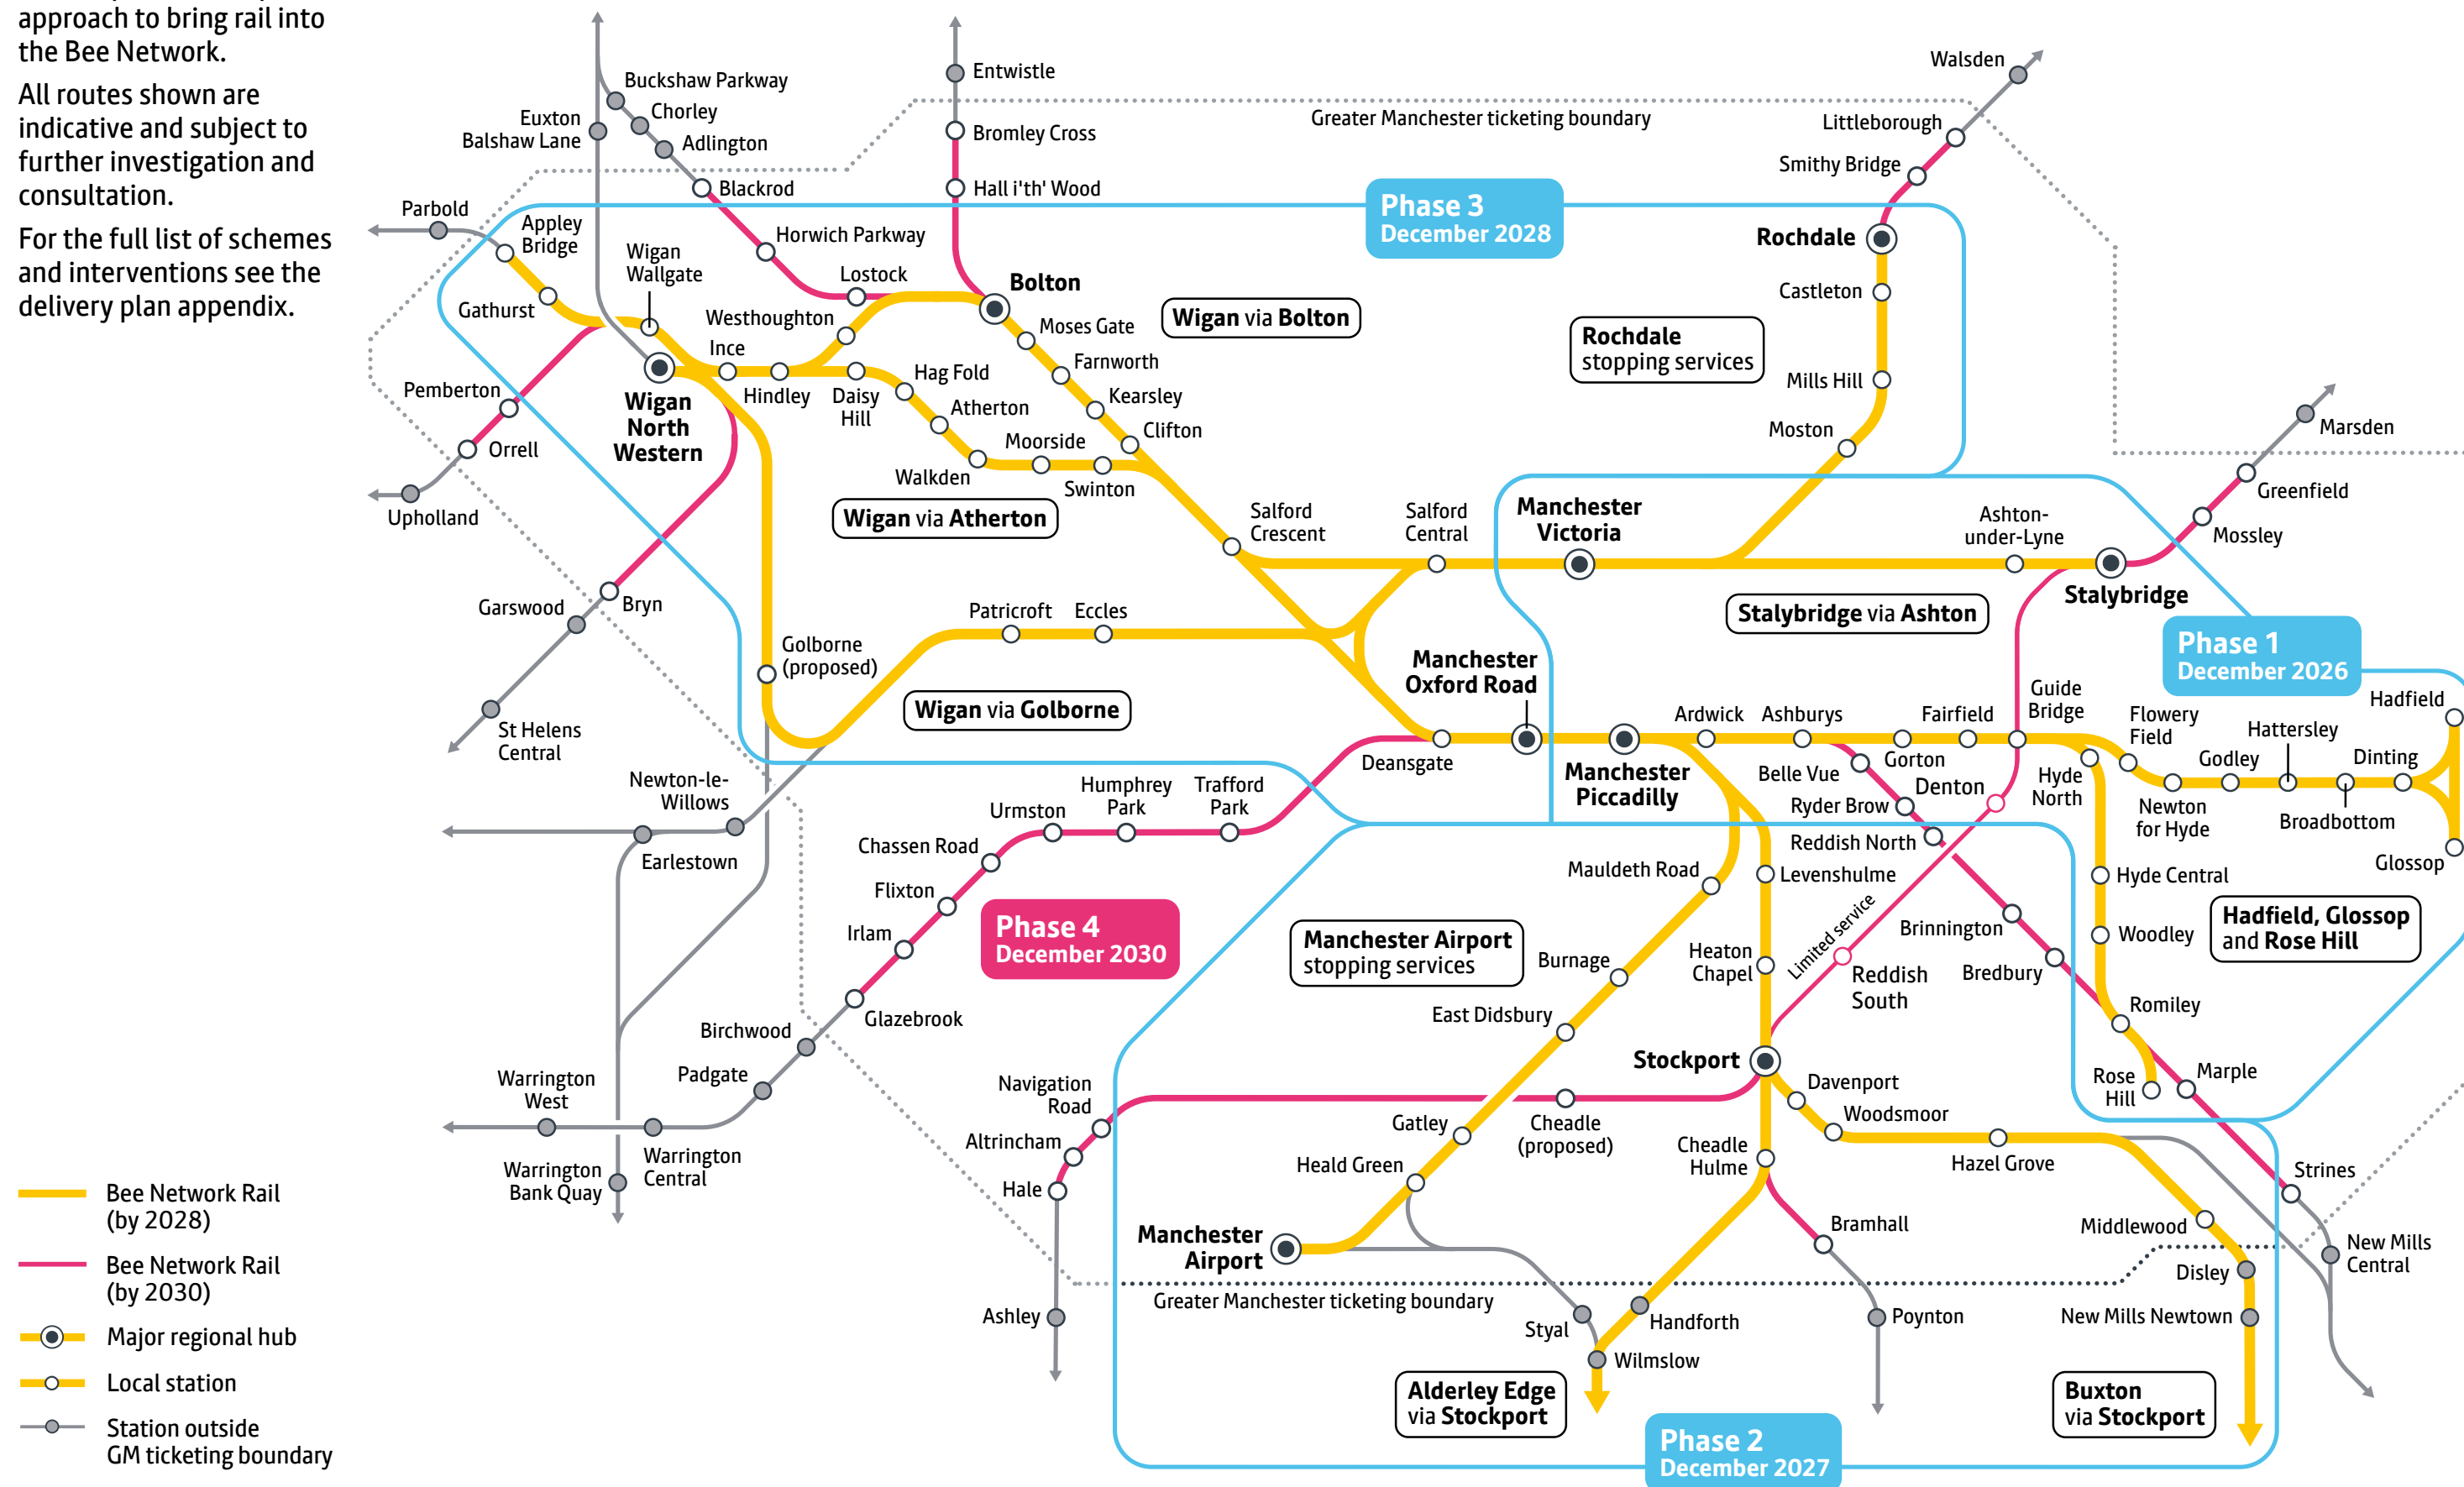 approach to bring rail into
the Bee Network.
All routes shown are
indicative and subject to
further investigation and
consultation.
For the full list of schemes
and interventions see the
delivery plan appendix.
Buckshaw Parkway
Chorley
Adlington
Euxton
Balshaw Lane
Blackrod
Horwich Parkway
Lostock
Entwistle
Bromley Cross
Hall i'th' Wood
Bolton
Greater Manchester ticketing boundary
Phase 3
December 2028
Walsden
Littleborough
Smithy Bridge
Rochdale
Castleton
Mills Hill
Moston
Rochdale
stopping services
Parbold
Appley
Bridge
Gathurst
Wigan
Wallgate
Westhoughton
Ince
Hindley
Daisy
Hill
Hag Fold
Atherton
Walkden
Moorside
Swinton
Moses Gate
Farnworth
Kearsley
Clifton
Wigan via Bolton
Wigan via Atherton
Wigan
North
Western
Pemberton
Orrell
Upholland
Garswood
Bryn
St Helens
Central
Golborne
(proposed)
Patricroft
Eccles
Wigan via Golborne
Salford
Crescent
Salford
Central
Manchester
Victoria
Manchester
Oxford Road
Deansgate
Manchester
Piccadilly
Stalybridge via Ashton
Ashton-
under-Lyne
Stalybridge
Marsden
Greenfield
Mossley
Phase 1
December 2026
Ardwick
Ashburys
Gorton
Fairfield
Guide
Bridge
Flowery
Field
Newton
for Hyde
Godley
Hattersley
Broadbottom
Dinting
Hadfield
Glossop
Hyde
North
Hyde Central
Woodley
Romiley
Rose
Hill
Hadfield, Glossop
and Rose Hill
Belle Vue
Ryder Brow
Reddish North
Denton
Limited service
Reddish
South
Brinnington
Bredbury
Marple
Strines
New Mills
Central
Newton-le-
Willows
Earlestown
Urmston
Humphrey
Park
Trafford
Park
Chassen Road
Flixton
Irlam
Glazebrook
Birchwood
Padgate
Warrington
West
Warrington
Central
Warrington
Bank Quay
Phase 4
December 2030
Manchester Airport
stopping services
Mauldeth Road
Burnage
East Didsbury
Gatley
Heald Green
Manchester
Airport
Levenshulme
Heaton
Chapel
Stockport
Davenport
Woodsmoor
Hazel Grove
Middlewood
Disley
New Mills Newtown
Cheadle
Hulme
Bramhall
Poynton
Handforth
Styal
Wilmslow
Navigation
Road
Altrincham
Hale
Ashley
Cheadle
(proposed)
Greater Manchester ticketing boundary
Alderley Edge
via Stockport
Buxton
via Stockport
Phase 2
December 2027
Bee Network Rail
(by 2028)
Bee Network Rail
(by 2030)
Major regional hub
Local station
Station outside
GM ticketing boundary